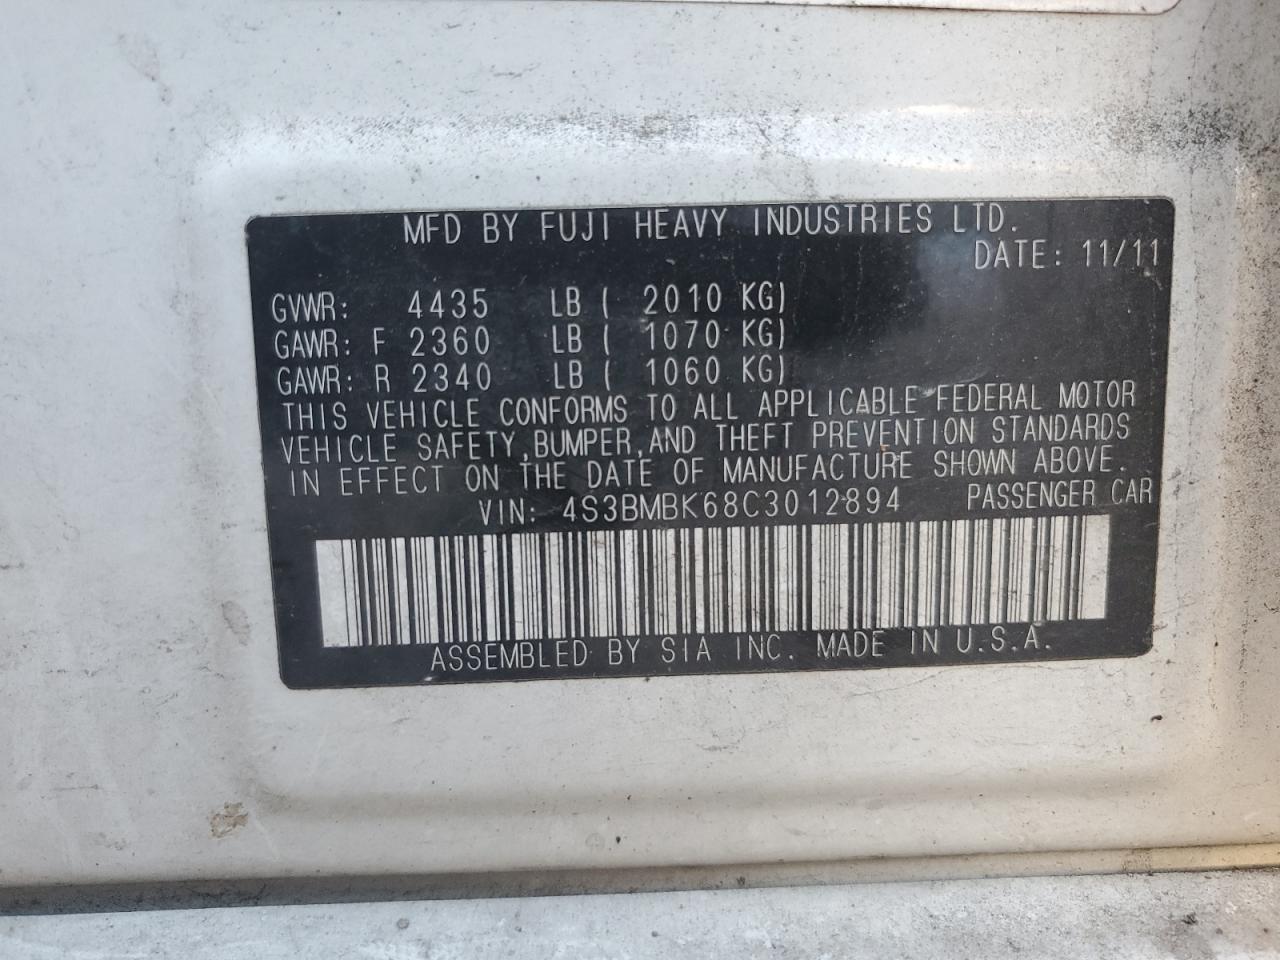 MFD BY FUJI HEAVY INDUSTRIES LTD.
DATE: 11/11
GVWR: 4435 LB ( 2010 KG)
GAWR: F 2360 LB ( 1070 KG)
GAWR: R 2340 LB ( 1060 KG)
THIS VEHICLE CONFORMS TO ALL APPLICABLE FEDERAL MOTOR
VEHICLE SAFETY,BUMPER,AND THEFT PREVENTION STANDARDS
IN EFFECT ON THE DATE OF MANUFACTURE SHOWN ABOVE.
VIN: 4S3BMBK68C3012894 PASSENGER CAR
ASSEMBLED BY SIA INC. MADE IN U.S.A.